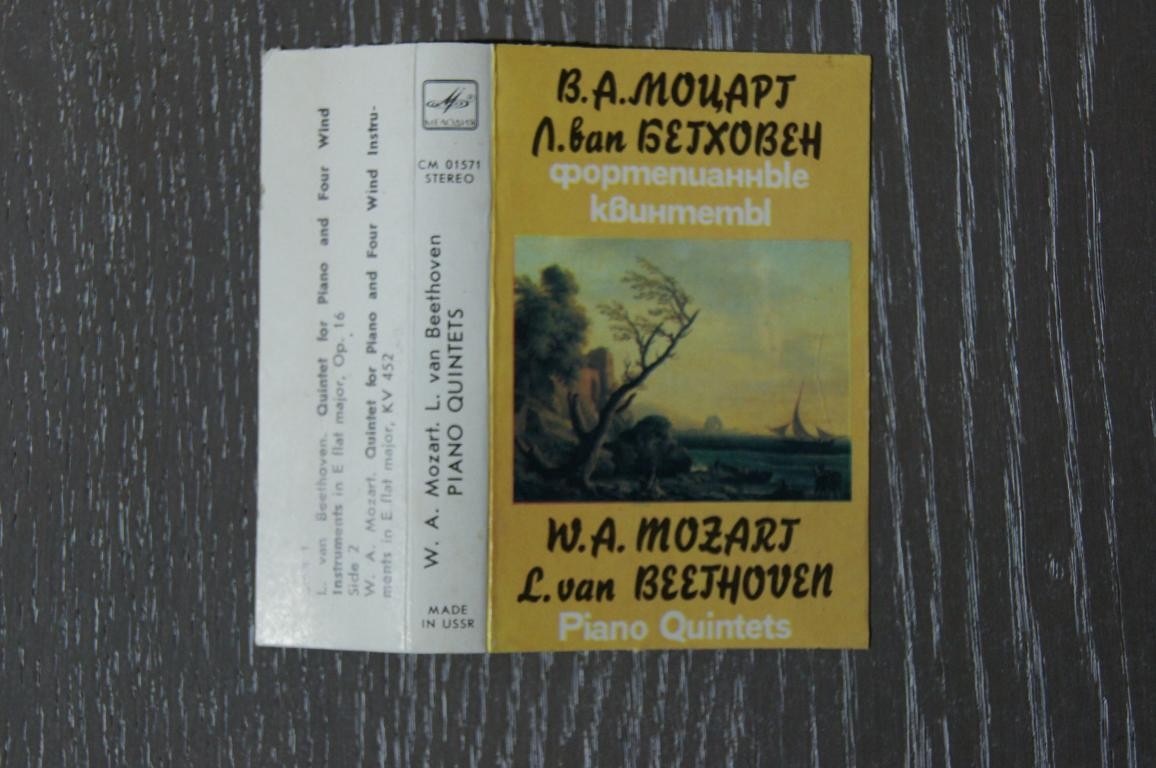 L. van Beethoven. Quintet for Piano and Four Wind
Instruments in E flat major, Op. 16
Side 2
W. A. Mozart. Quintet for Piano and Four Wind Instru-
ments in E flat major, KV 452
МЕЛОДИЯ
СМ 01571
STEREO
W. A. Mozart. L. van Beethoven
PIANO QUINTETS
MADE
IN USSR
В.А.МОЦАРТ
Л.ван БЕТХОВЕН
фортепианные
квинтеты
W.A. MOZART
L.van BEETHOVEN
Piano Quintets